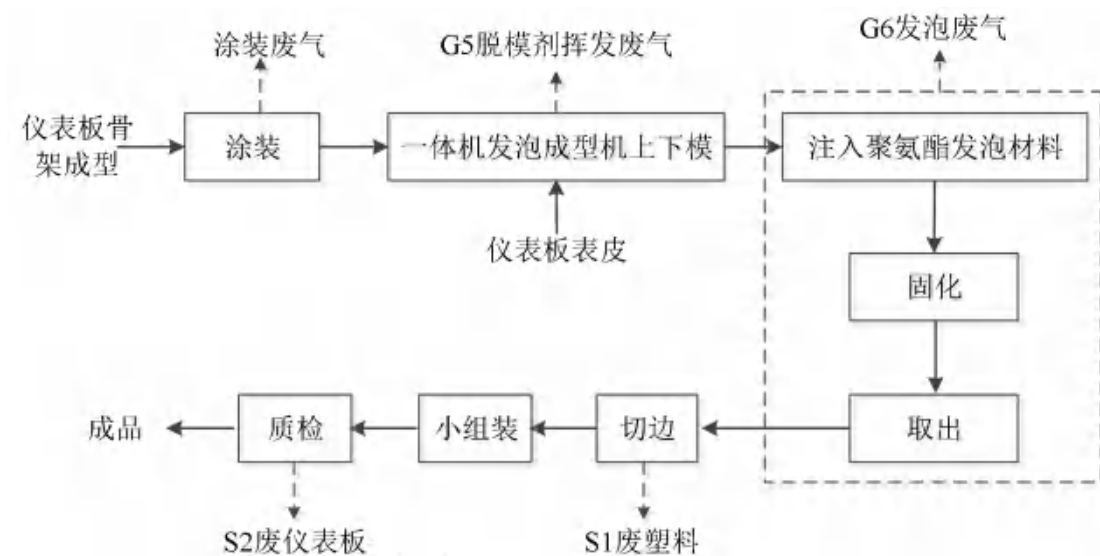 涂装废气
G5脱模剂挥发废气
G6发泡废气
仪表板骨
架成型
涂装
一体机发泡成型机上下模
注入聚氨酯发泡材料
仪表板表皮
固化
成品
质检
小组装
切边
取出
S2废仪表板
S1废塑料